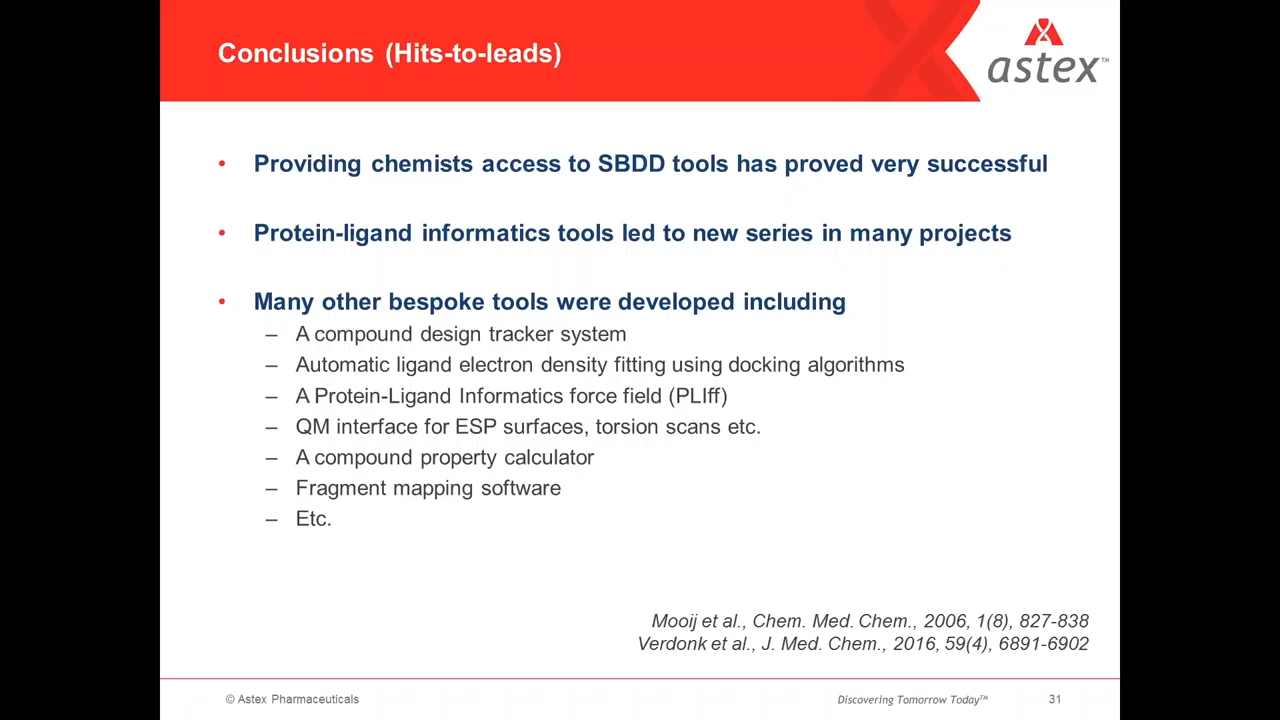 Conclusions (Hits-to-leads)
astex™
• Providing chemists access to SBDD tools has proved very successful
• Protein-ligand informatics tools led to new series in many projects
• Many other bespoke tools were developed including
– A compound design tracker system
– Automatic ligand electron density fitting using docking algorithms
– A Protein-Ligand Informatics force field (PLIff)
– QM interface for ESP surfaces, torsion scans etc.
– A compound property calculator
– Fragment mapping software
– Etc.
Mooij et al., Chem. Med. Chem., 2006, 1(8), 827-838
Verdonk et al., J. Med. Chem., 2016, 59(4), 6891-6902
© Astex Pharmaceuticals Discovering Tomorrow Today™ 31